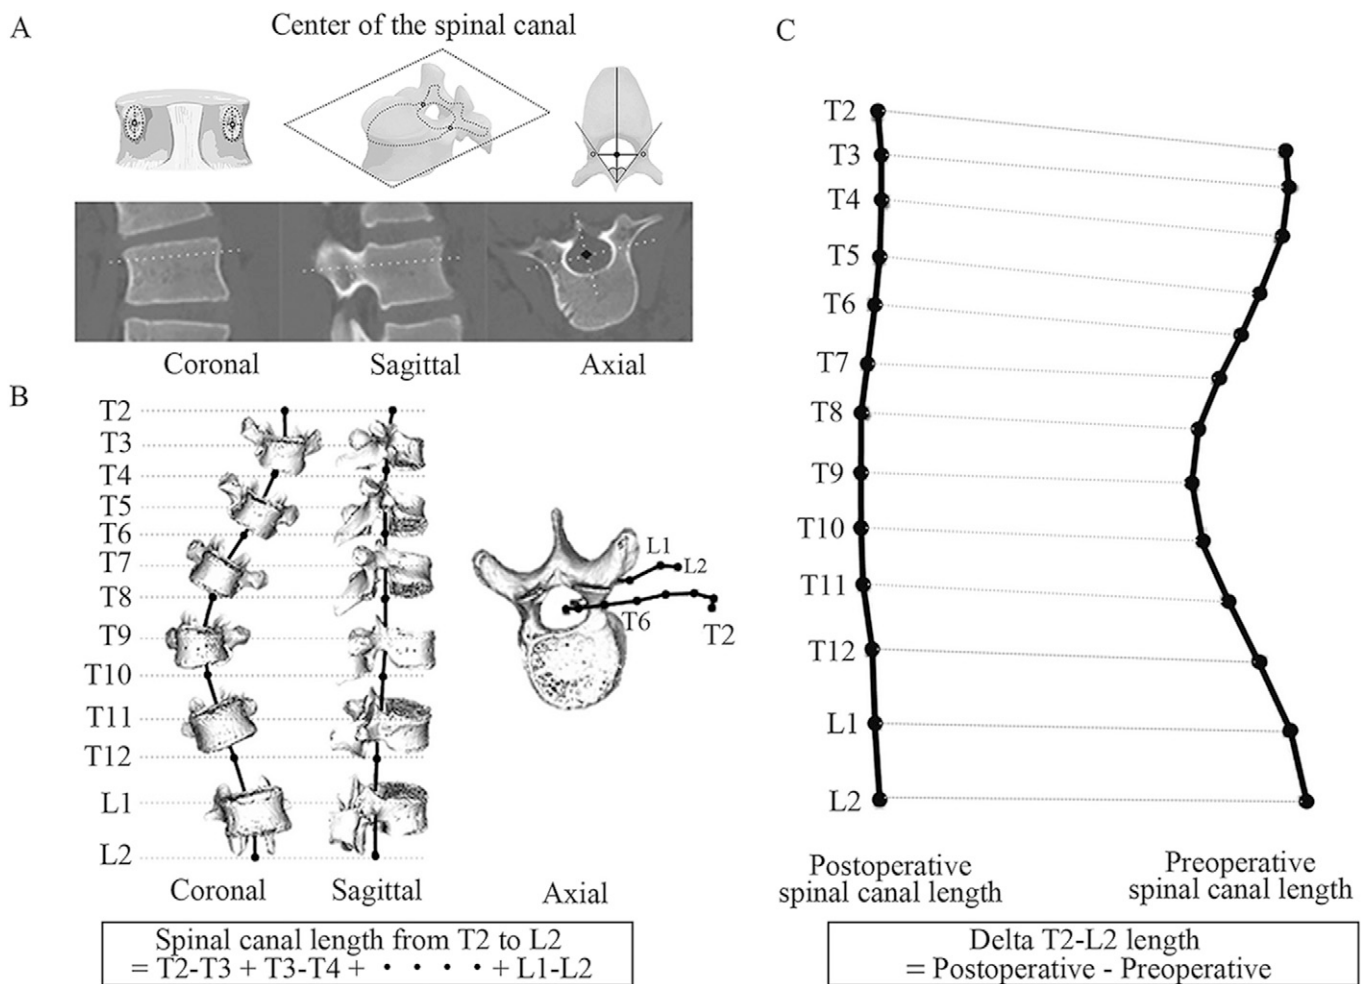 A
Center of the spinal canal
Coronal
Sagittal
Axial
B
T2
T3
T4
T5
T6
T7
T8
T9
T10
T11
T12
L1
L2
L1
L2
T6
T2
Coronal
Sagittal
Axial
Spinal canal length from T2 to L2
= T2-T3 + T3-T4 + · · · · + L1-L2
C
T2
T3
T4
T5
T6
T7
T8
T9
T10
T11
T12
L1
L2
Postoperative
spinal canal length
Preoperative
spinal canal length
Delta T2-L2 length
= Postoperative - Preoperative